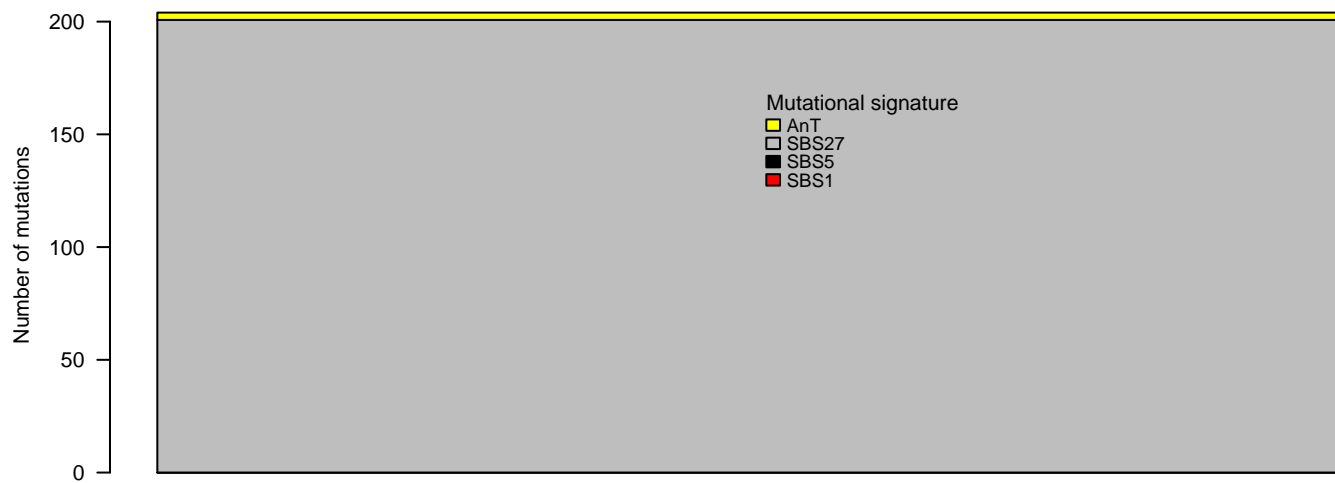 200
150
100
50
0
Number of mutations
Mutational signature
AnT
SBS27
SBS5
SBS1